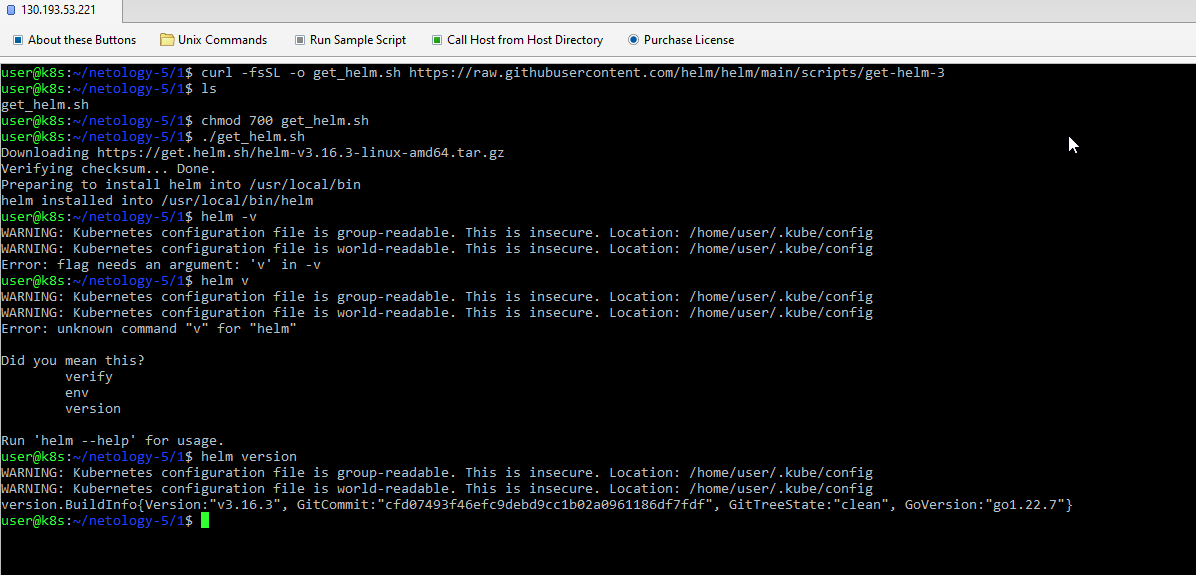 130.193.53.221
About these Buttons Unix Commands Run Sample Script Call Host from Host Directory Purchase License
user@k8s:~/netology-5/1$ curl -fsSL -o get_helm.sh https://raw.githubusercontent.com/helm/helm/main/scripts/get-helm-3
user@k8s:~/netology-5/1$ ls
get_helm.sh
user@k8s:~/netology-5/1$ chmod 700 get_helm.sh
user@k8s:~/netology-5/1$ ./get_helm.sh
Downloading https://get.helm.sh/helm-v3.16.3-linux-amd64.tar.gz
Verifying checksum... Done.
Preparing to install helm into /usr/local/bin
helm installed into /usr/local/bin/helm
user@k8s:~/netology-5/1$ helm -v
WARNING: Kubernetes configuration file is group-readable. This is insecure. Location: /home/user/.kube/config
WARNING: Kubernetes configuration file is world-readable. This is insecure. Location: /home/user/.kube/config
Error: flag needs an argument: 'v' in -v
user@k8s:~/netology-5/1$ helm v
WARNING: Kubernetes configuration file is group-readable. This is insecure. Location: /home/user/.kube/config
WARNING: Kubernetes configuration file is world-readable. This is insecure. Location: /home/user/.kube/config
Error: unknown command "v" for "helm"
Did you mean this?
verify
env
version
Run 'helm --help' for usage.
user@k8s:~/netology-5/1$ helm version
WARNING: Kubernetes configuration file is group-readable. This is insecure. Location: /home/user/.kube/config
WARNING: Kubernetes configuration file is world-readable. This is insecure. Location: /home/user/.kube/config
version.BuildInfo{Version:"v3.16.3", GitCommit:"cfd07493f46efc9debd9cc1b02a0961186df7fdf", GitTreeState:"clean", GoVersion:"go1.22.7"}
user@k8s:~/netology-5/1$